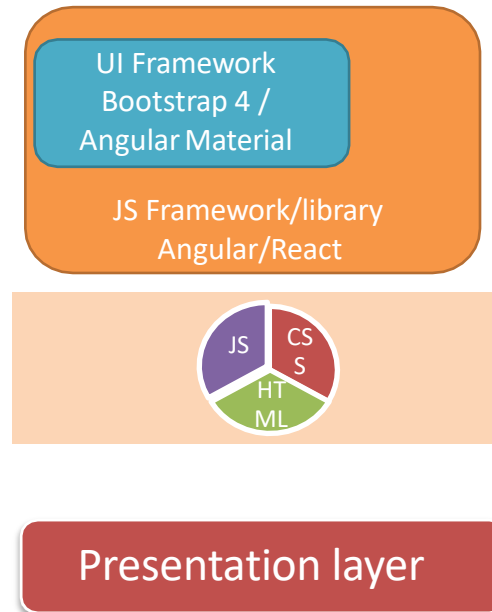 UI Framework
Bootstrap 4 /
Angular Material
JS Framework/library
Angular/React
JS
CS
S
HT
ML
Presentation layer